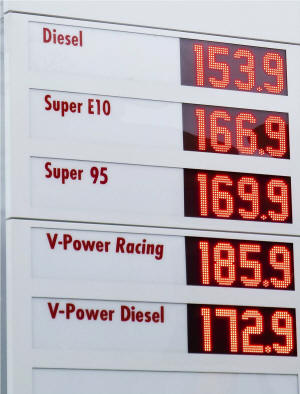 Diesel 153.9
Super E10 166.9
Super 95 169.9
V-Power Racing 185.9
V-Power Diesel 172.9